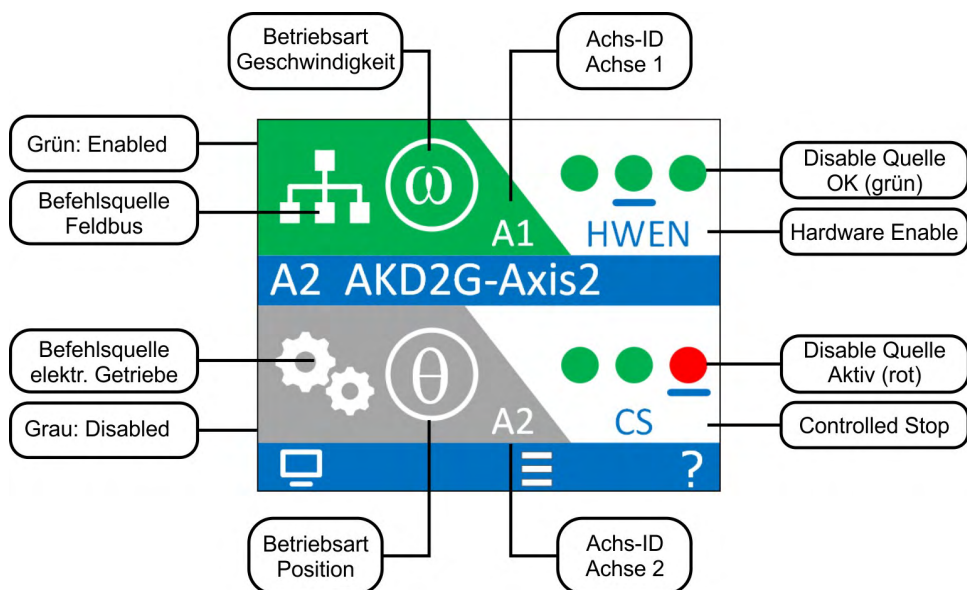 Betriebsart
Geschwindigkeit
Achs-ID
Achse 1
Grün: Enabled
Befehlsquelle
Feldbus
ω
A1
HWEN
Disable Quelle
OK (grün)
Hardware Enable
A2 AKD2G-Axis2
Befehlsquelle
elektr. Getriebe
Grau: Disabled
θ
A2
CS
Disable Quelle
Aktiv (rot)
Controlled Stop
?
Betriebsart
Position
Achs-ID
Achse 2